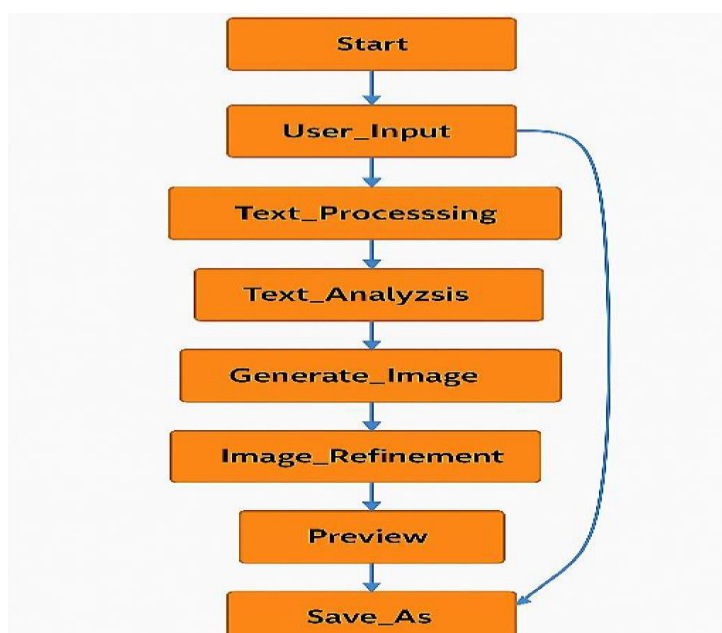 Start
User_Input
Text_Processsing
Text_Analyzsis
Generate_Image
Image_Refinement
Preview
Save_As